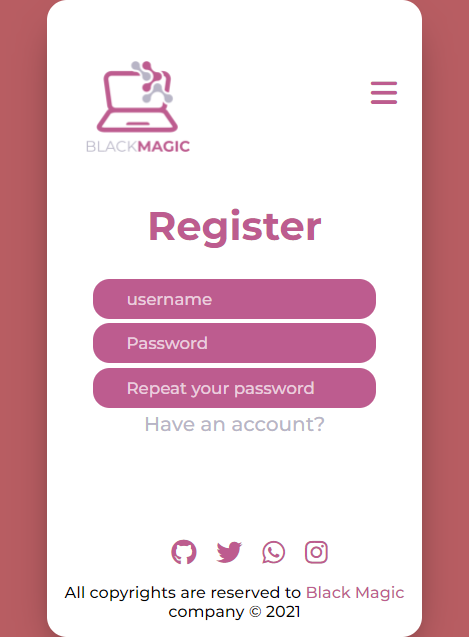 BLACKMAGIC
Register
username
Password
Repeat your password
Have an account?
All copyrights are reserved to Black Magic
company © 2021